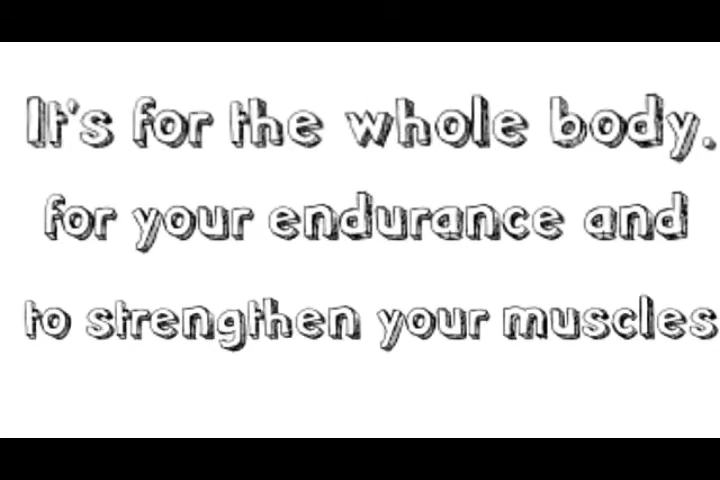 It's for the whole body.
for your endurance and
to strengthen your muscles